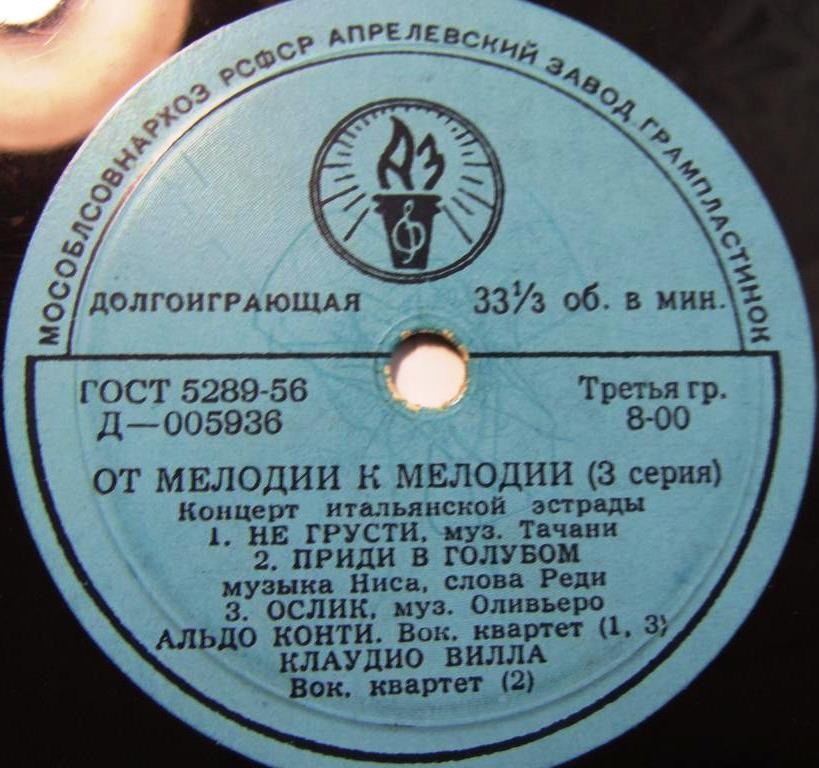 МОСОБЛСОВНАРХОЗ РСФСР АПРЕЛЕВСКИЙ ЗАВОД ГРАМПЛАСТИНОК
АЗ
ДОЛГОИГРАЮЩАЯ 33⅓ об. в мин.
ГОСТ 5289-56 Третья гр.
Д—005936 8-00
ОТ МЕЛОДИИ К МЕЛОДИИ (3 серия)
Концерт итальянской эстрады
1. НЕ ГРУСТИ, муз. Тачани
2. ПРИДИ В ГОЛУБОМ
музыка Ниса, слова Реди
3. ОСЛИК, муз. Оливьеро
АЛЬДО КОНТИ. Вок. квартет (1, 3)
КЛАУДИО ВИЛЛА
Вок. квартет (2)